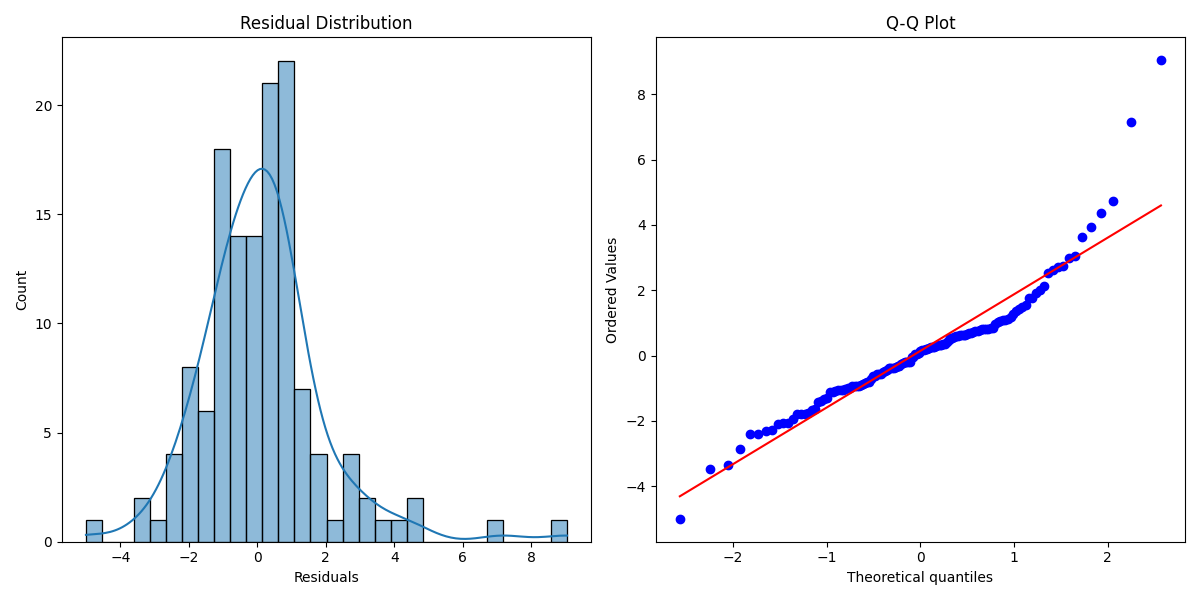 Residual Distribution
Count
20
15
10
5
0
−4 −2 0 2 4 6 8
Residuals
Q-Q Plot
Ordered Values
8
6
4
2
0
−2
−4
−2 −1 0 1 2
Theoretical quantiles